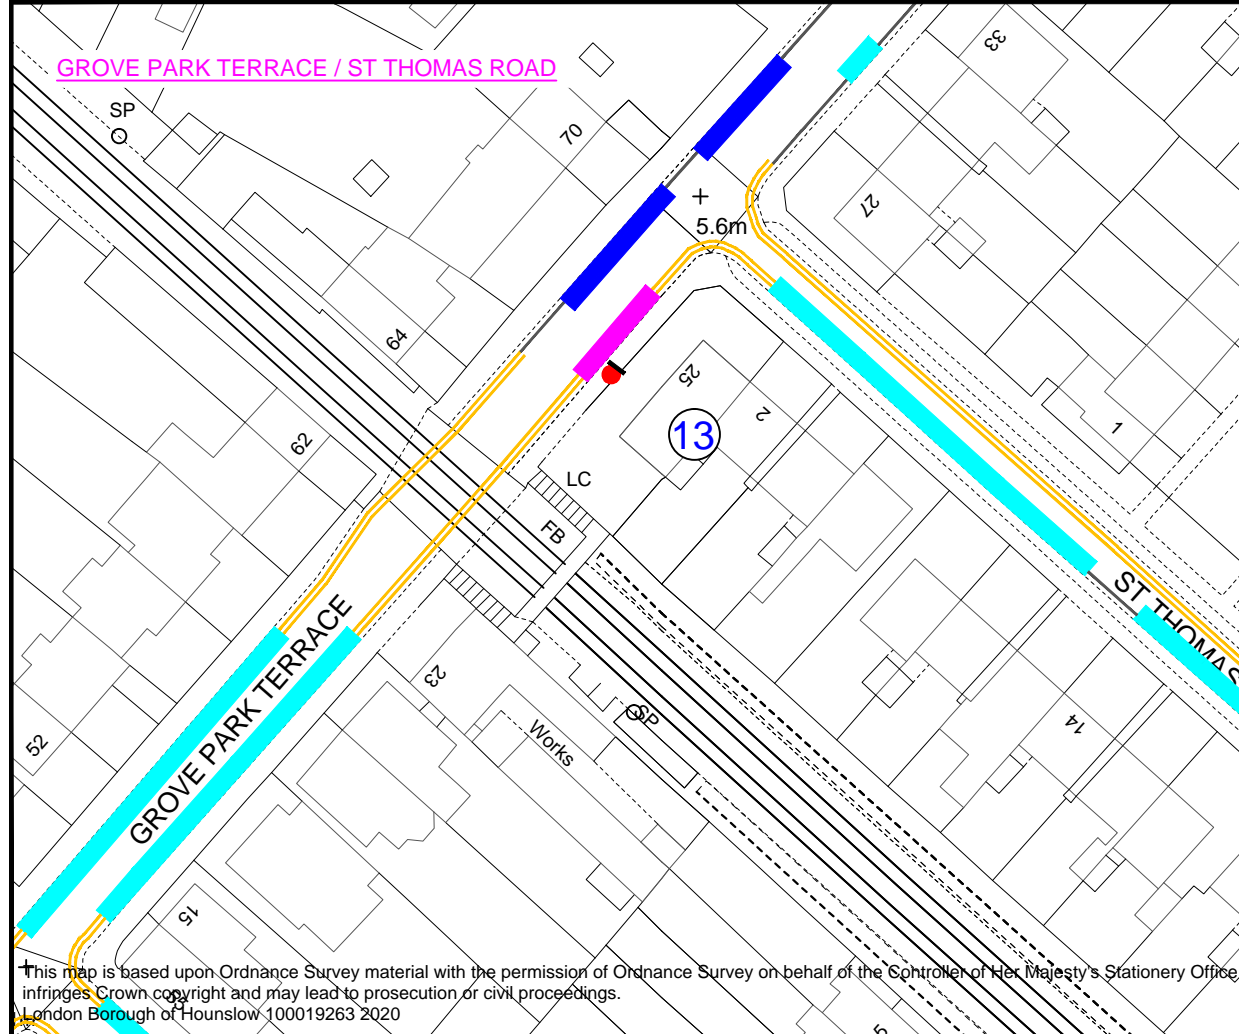 GROVE PARK TERRACE / ST THOMAS ROAD
33
SP
70
27
5.6m
64
25
2
13
1
62
LC
FB
ST THOMAS
GROVE PARK TERRACE
23
SP
14
52
Works
15
This map is based upon Ordnance Survey material with the permission of Ordnance Survey on behalf of the Controller of Her Majesty's Stationery Office
infringes Crown copyright and may lead to prosecution or civil proceedings.
London Borough of Hounslow 100019263 2020